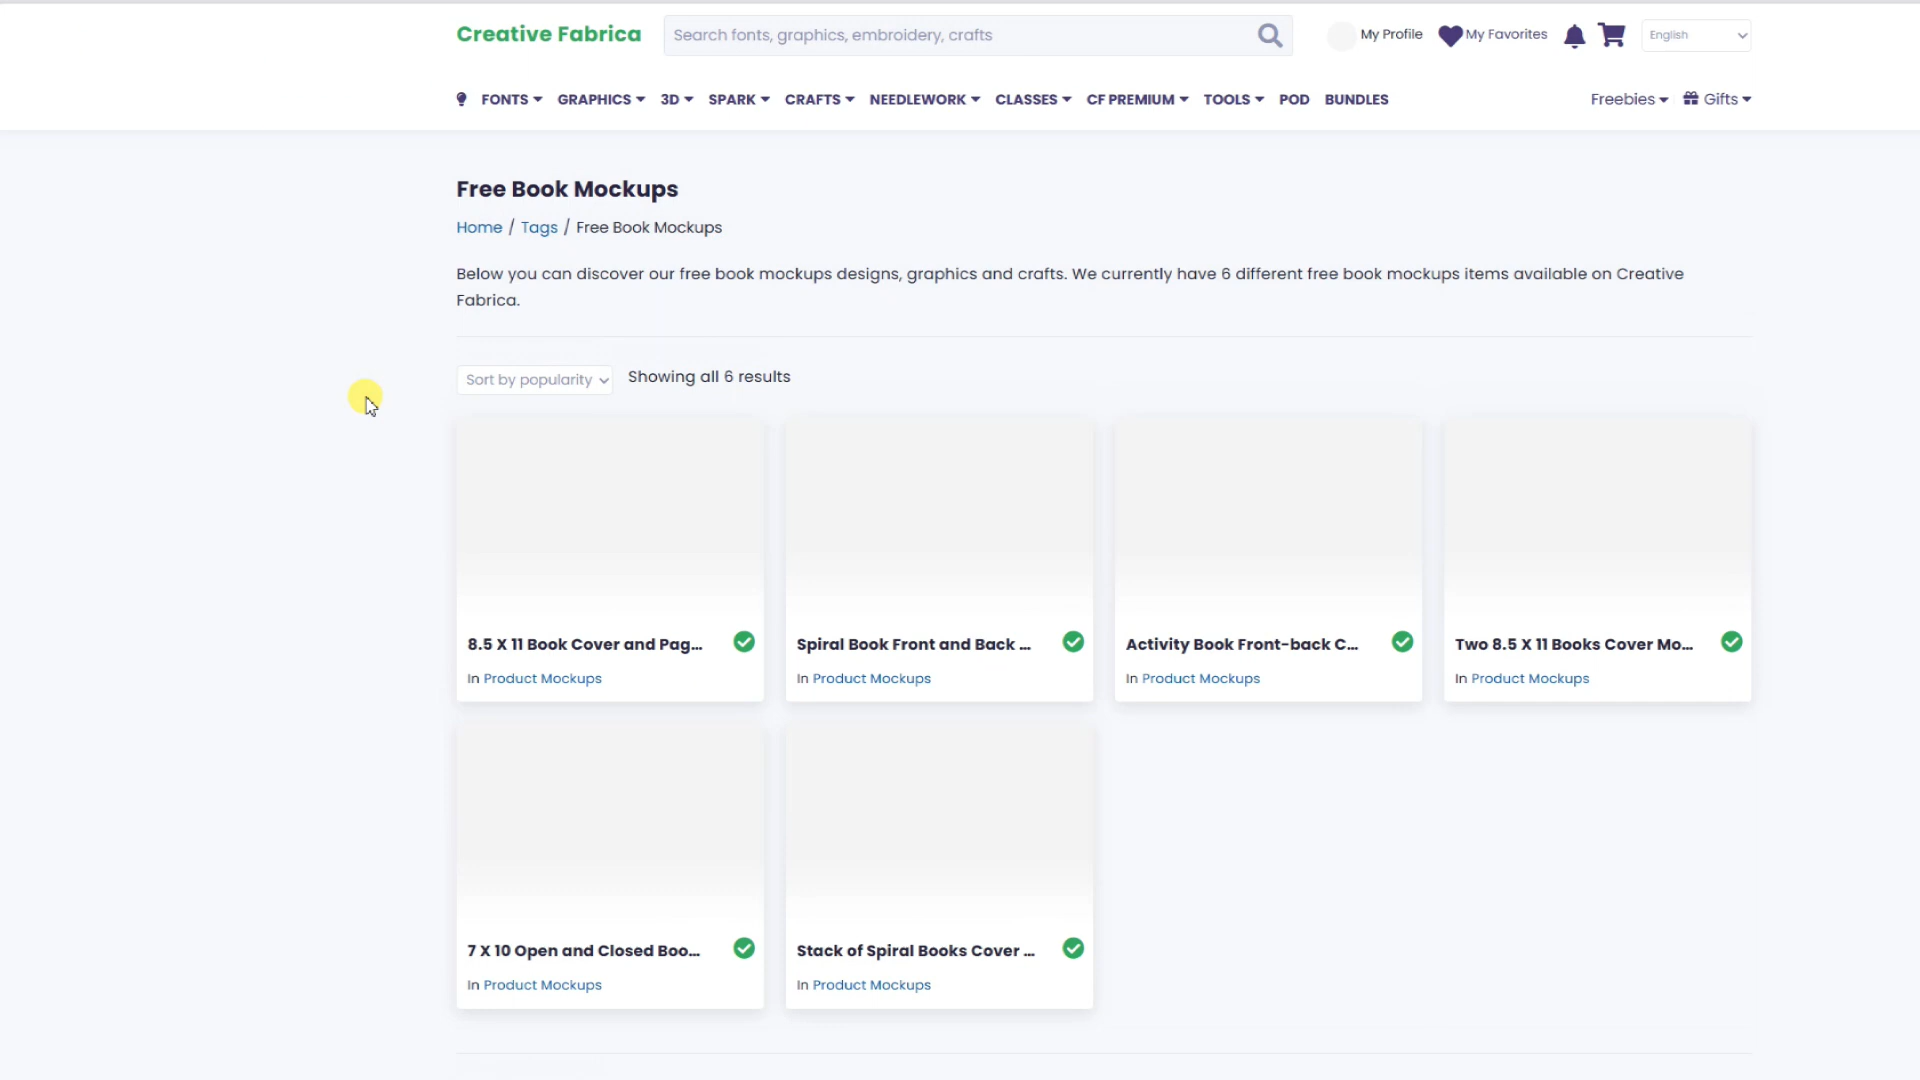 Creative Fabrica
Search fonts, graphics, embroidery, crafts
My Profile
My Favorites
English
FONTS
GRAPHICS
3D
SPARK
CRAFTS
NEEDLEWORK
CLASSES
CF PREMIUM
TOOLS
POD
BUNDLES
Freebies
Gifts
Free Book Mockups
Home / Tags / Free Book Mockups
Below you can discover our free book mockups designs, graphics and crafts. We currently have 6 different free book mockups items available on Creative
Fabrica.
Sort by popularity
Showing all 6 results
8.5 X 11 Book Cover and Pag...
In Product Mockups
Spiral Book Front and Back ...
In Product Mockups
Activity Book Front-back C...
In Product Mockups
Two 8.5 X 11 Books Cover Mo...
In Product Mockups
7 X 10 Open and Closed Boo...
In Product Mockups
Stack of Spiral Books Cover ...
In Product Mockups